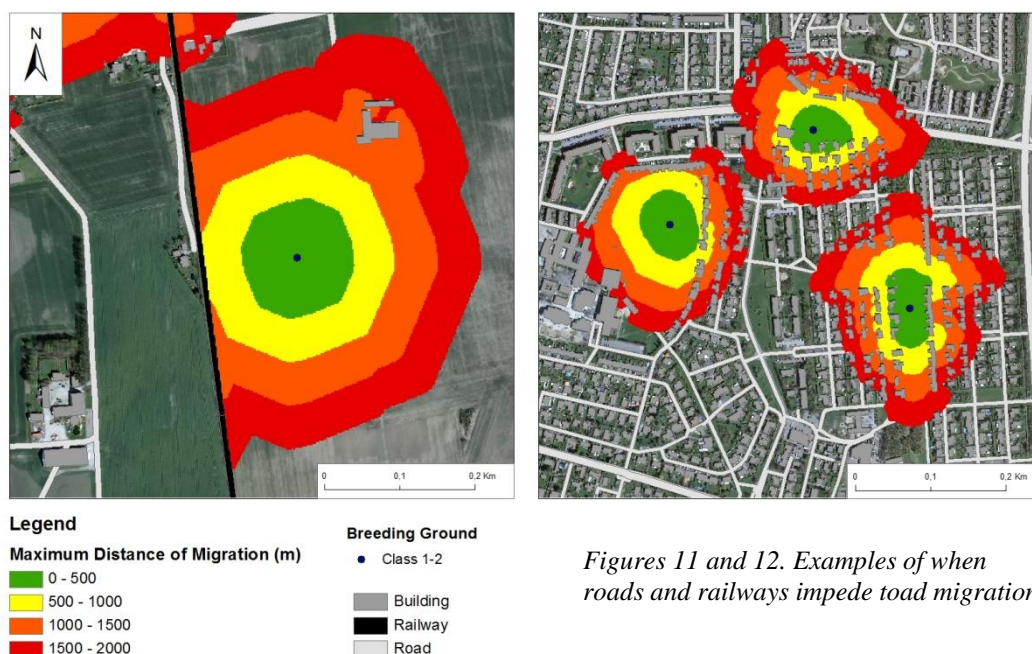 N
0 0,1 0,2 Km
0 0,1 0,2 Km
Legend
Maximum Distance of Migration (m)
0 - 500
500 - 1000
1000 - 1500
1500 - 2000
Breeding Ground
Class 1-2
Building
Railway
Road
Figures 11 and 12. Examples of when
roads and railways impede toad migration